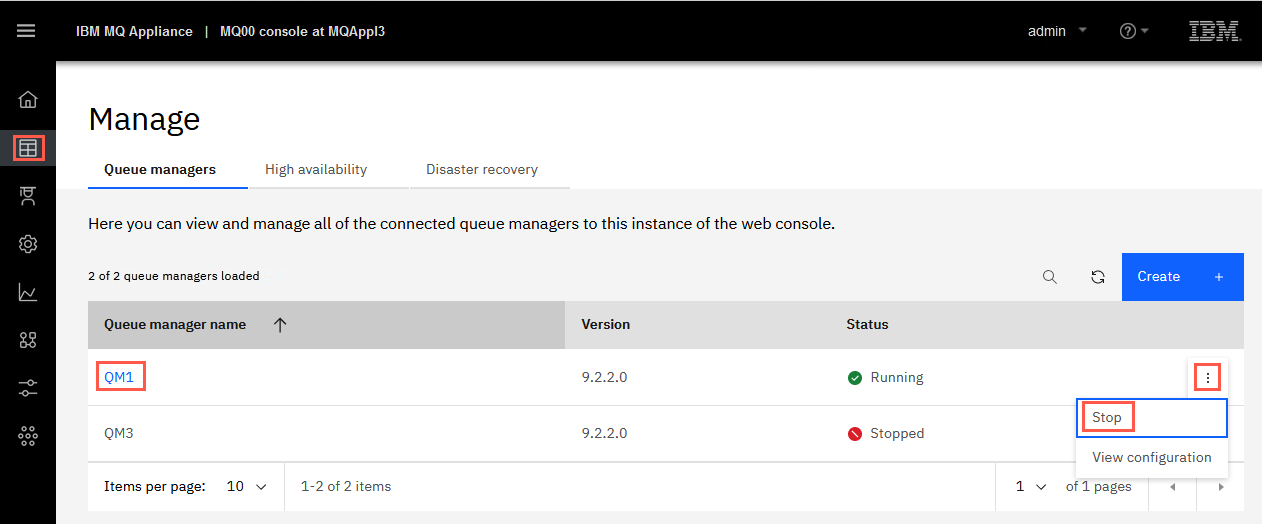 IBM MQ Appliance | MQ00 console at MQAppl3 admin IBM
Manage
Queue managers High availability Disaster recovery
Here you can view and manage all of the connected queue managers to this instance of the web console.
2 of 2 queue managers loaded Create +
Queue manager name Version Status
QM1 9.2.2.0 Running
Stop
QM3 9.2.2.0 Stopped
View configuration
Items per page: 10 1-2 of 2 items 1 of 1 pages